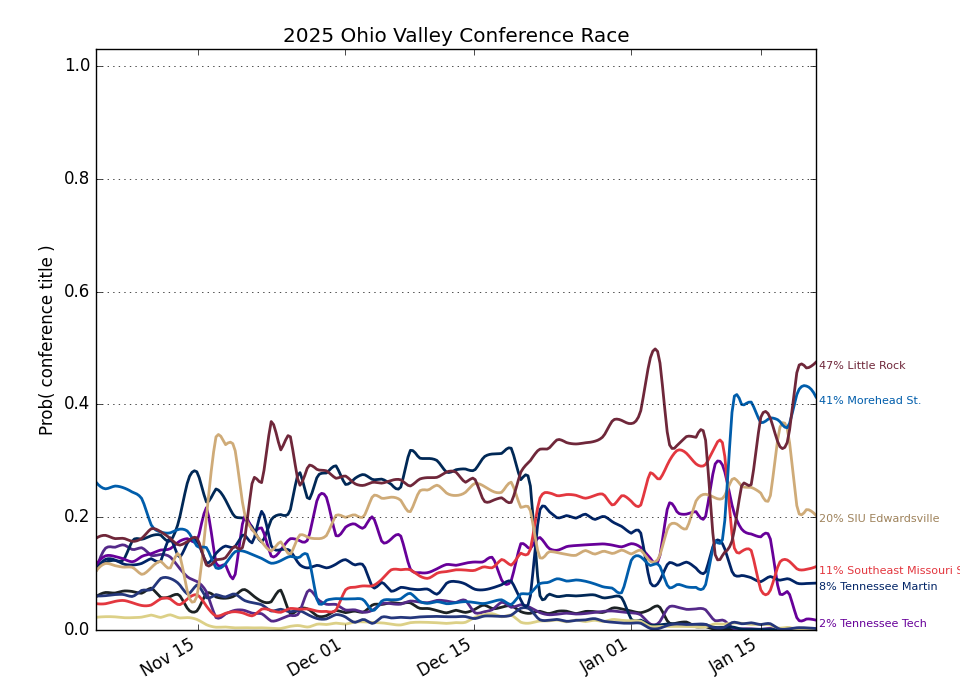 2025 Ohio Valley Conference Race
Prob( conference title )
1.0
0.8
0.6
0.4
0.2
0.0
Nov 15
Dec 01
Dec 15
Jan 01
Jan 15
47% Little Rock
41% Morehead St.
20% SIU Edwardsville
11% Southeast Missouri S
8% Tennessee Martin
2% Tennessee Tech